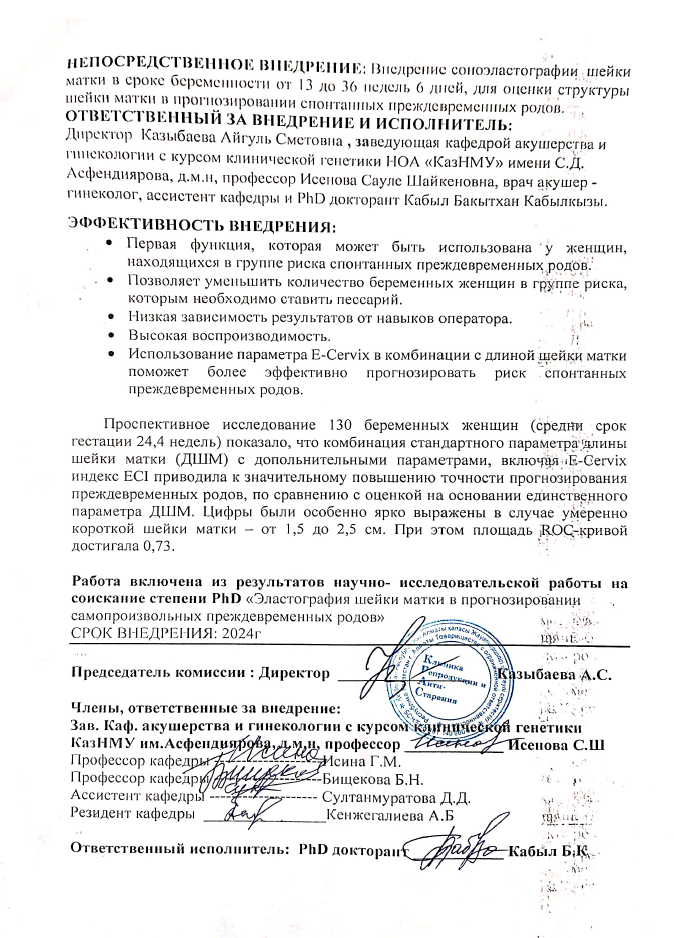 НЕПОСРЕДСТВЕННОЕ ВНЕДРЕНИЕ: Внедрение соноэластографии шейки
матки в сроке беременности от 13 до 36 недель 6 дней, для оценки структуры
шейки матки в прогнозировании спонтанных преждевременных родов.
ОТВЕТСТВЕННЫЙ ЗА ВНЕДРЕНИЕ И ИСПОЛНИТЕЛЬ:
Директор Казыбаева Айгуль Сметовна , заведующая кафедрой акушерства и
гинекологии с курсом клинической генетики НОА «КазНМУ» имени С.Д.
Асфендиярова, д.м.н, профессор Исенова Сауле Шайкеновна, врач акушер -
гинеколог, ассистент кафедры и PhD докторант Кабыл Бакытхан Кабылкызы.
ЭФФЕКТИВНОСТЬ ВНЕДРЕНИЯ:
• Первая функция, которая может быть использована у женщин,
находящихся в группе риска спонтанных преждевременных родов.
• Позволяет уменьшить количество беременных женщин в группе риска,
которым необходимо ставить пессарий.
• Низкая зависимость результатов от навыков оператора.
• Высокая воспроизводимость.
• Использование параметра E-Cervix в комбинации с длиной шейки матки
поможет более эффективно прогнозировать риск спонтанных
преждевременных родов.
Проспективное исследование 130 беременных женщин (средни срок
гестации 24,4 недель) показало, что комбинация стандартного параметра длины
шейки матки (ДШМ) с допольнительными параметрами, включая E-Cervix
индекс ECI приводила к значительному повышению точности прогнозирования
преждевременных родов, по сравнению с оценкой на основании единственного
параметра ДШМ. Цифры были особенно ярко выражены в случае умеренно
короткой шейки матки – от 1,5 до 2,5 см. При этом площадь ROC-кривой
достигала 0,73.
Работа включена из результатов научно- исследовательской работы на
соискание степени PhD «Эластография шейки матки в прогнозировании
самопроизвольных преждевременных родов»
СРОК ВНЕДРЕНИЯ: 2024г
Председатель комиссии : Директор Казыбаева А.С.
Клиника
Репродукции и
Анти-
Старения
Члены, ответственные за внедрение:
Зав. Каф. акушерства и гинекологии с курсом клигнической генетики
КазНМУ им.Асфендиярова, д.м.н, профессор Исенова С.Ш
Профессор кафедры Исина Г.М.
Профессор кафедры Бищекова Б.Н.
Ассистент кафедры Султанмуратова Д.Д.
Резидент кафедры Кенжегалиева А.Б
Ответственный исполнитель: PhD докторант Кабыл Б.К.